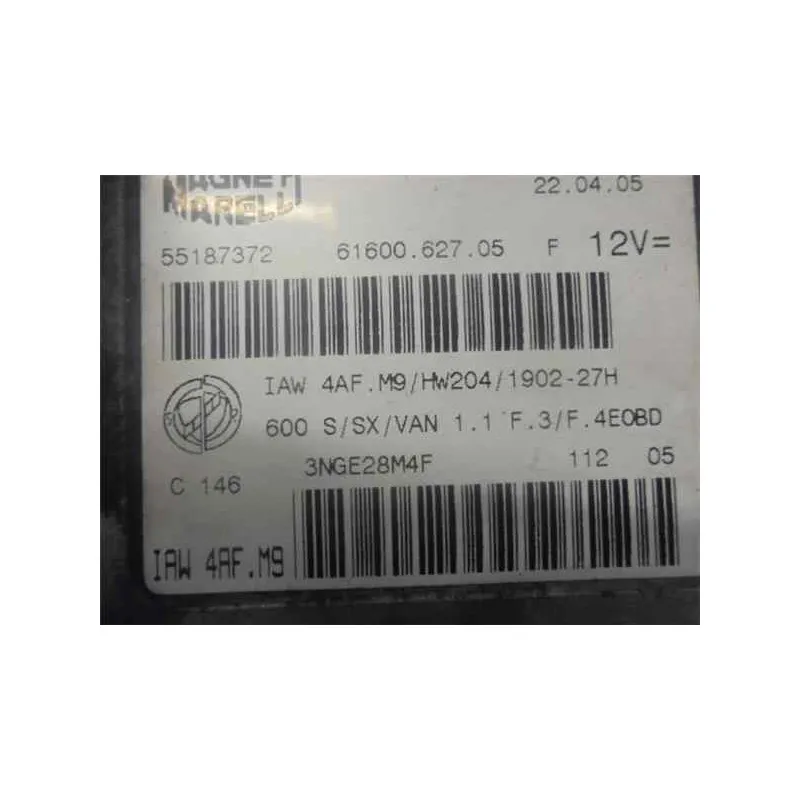 MAGNETI 22.04.05
MARELLI
55187372 61600.627.05 F 12V=
IAW 4AF.M9/HW204/1902-27H
600 S/SX/VAN 1.1 F.3/F.4EOBD
3NGE28M4F 112 05
C 146
IAW 4AF.M9